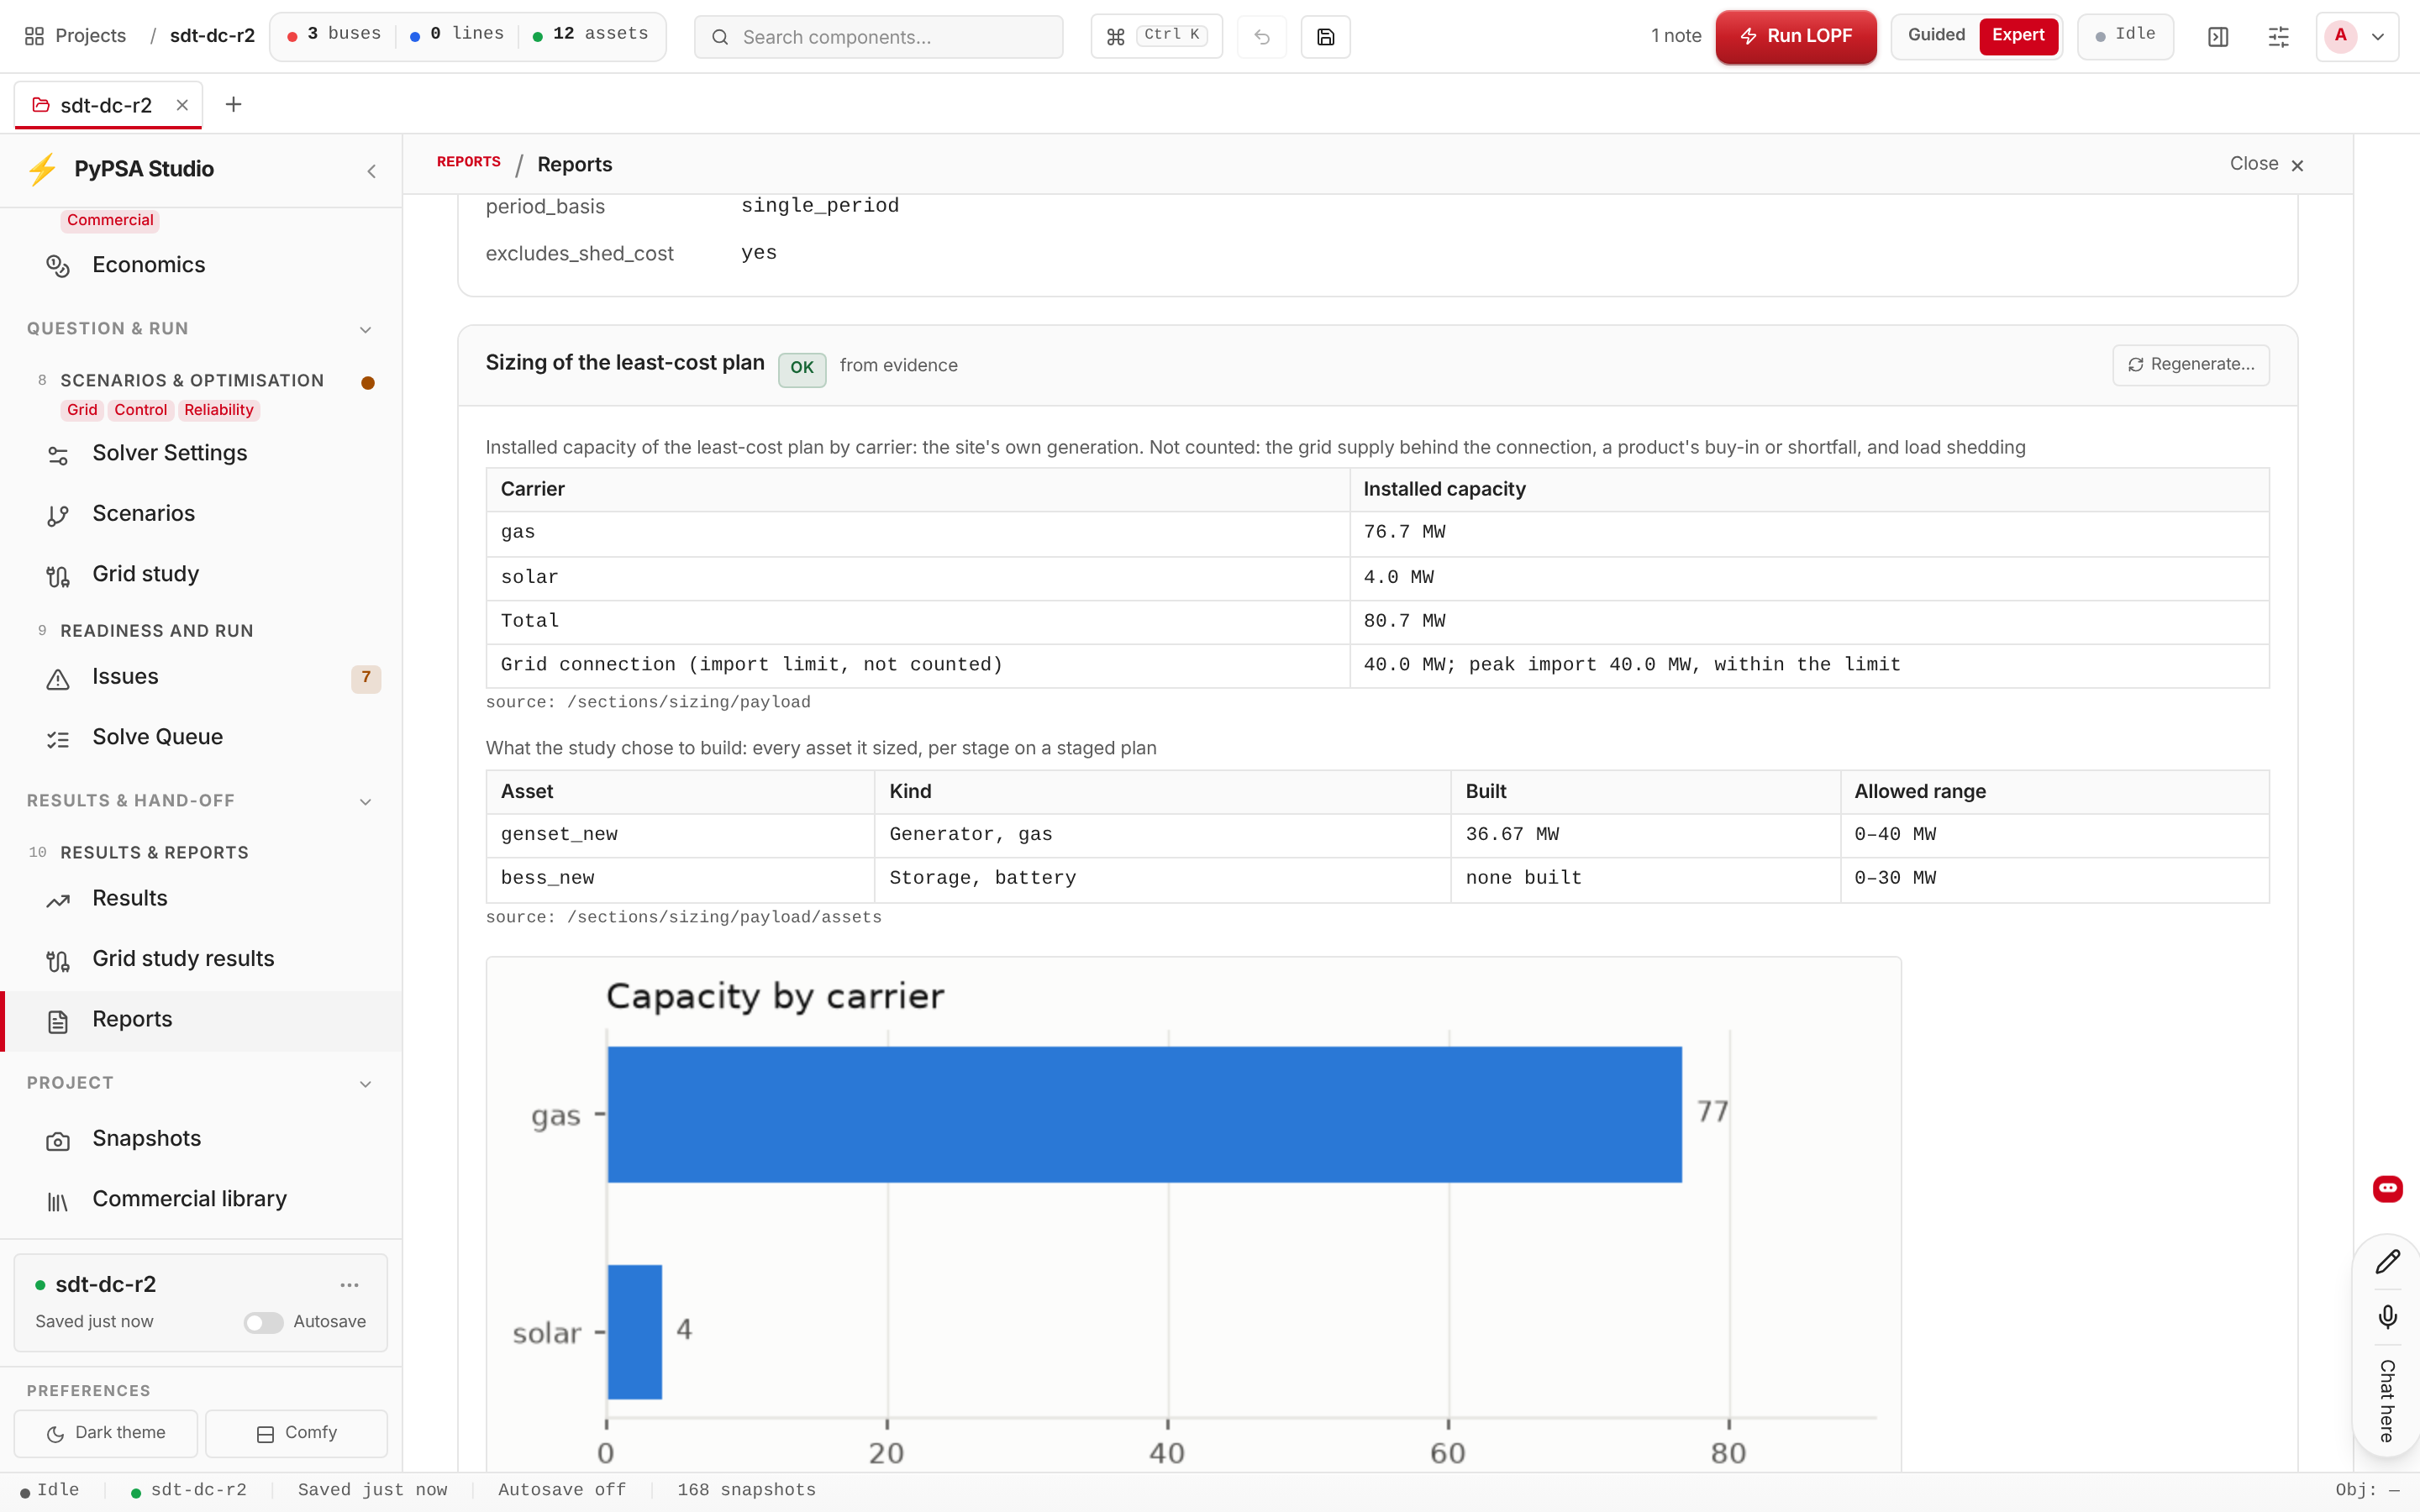 Projects / sdt-dc-r2
3 buses
0 lines
12 assets
Search components...
Ctrl K
1 note
Run LOPF
Guided
Expert
Idle
A
sdt-dc-r2
PyPSA Studio
Commercial
Economics
QUESTION & RUN
8 SCENARIOS & OPTIMISATION
Grid Control Reliability
Solver Settings
Scenarios
Grid study
9 READINESS AND RUN
Issues 7
Solve Queue
RESULTS & HAND-OFF
10 RESULTS & REPORTS
Results
Grid study results
Reports
PROJECT
Snapshots
Commercial library
sdt-dc-r2
Saved just now Autosave
PREFERENCES
Dark theme Comfy
REPORTS / Reports
Close
period_basis single_period
excludes_shed_cost yes
Sizing of the least-cost plan OK from evidence
Regenerate...
Installed capacity of the least-cost plan by carrier: the site's own generation. Not counted: the grid supply behind the connection, a product's buy-in or shortfall, and load shedding
Carrier Installed capacity
gas 76.7 MW
solar 4.0 MW
Total 80.7 MW
Grid connection (import limit, not counted) 40.0 MW; peak import 40.0 MW, within the limit
source: /sections/sizing/payload
What the study chose to build: every asset it sized, per stage on a staged plan
Asset Kind Built Allowed range
genset_new Generator, gas 36.67 MW 0–40 MW
bess_new Storage, battery none built 0–30 MW
source: /sections/sizing/payload/assets
Capacity by carrier
gas 77
solar 4
0 20 40 60 80
Chat here
Idle sdt-dc-r2 Saved just now Autosave off 168 snapshots Obj: —